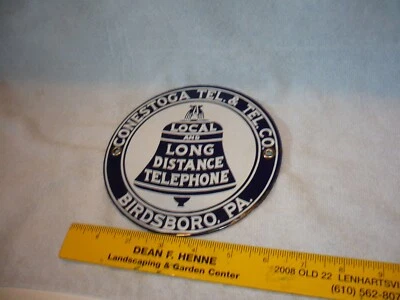 CONESTOGA TEL. & TEL. CO.
LOCAL
AND
LONG
DISTANCE
TELEPHONE
BIRDSBORO, PA.
DEAN F. HENNE
Landscaping & Garden Center
2008 OLD 22 LENHARTSVI
(610) 562-80